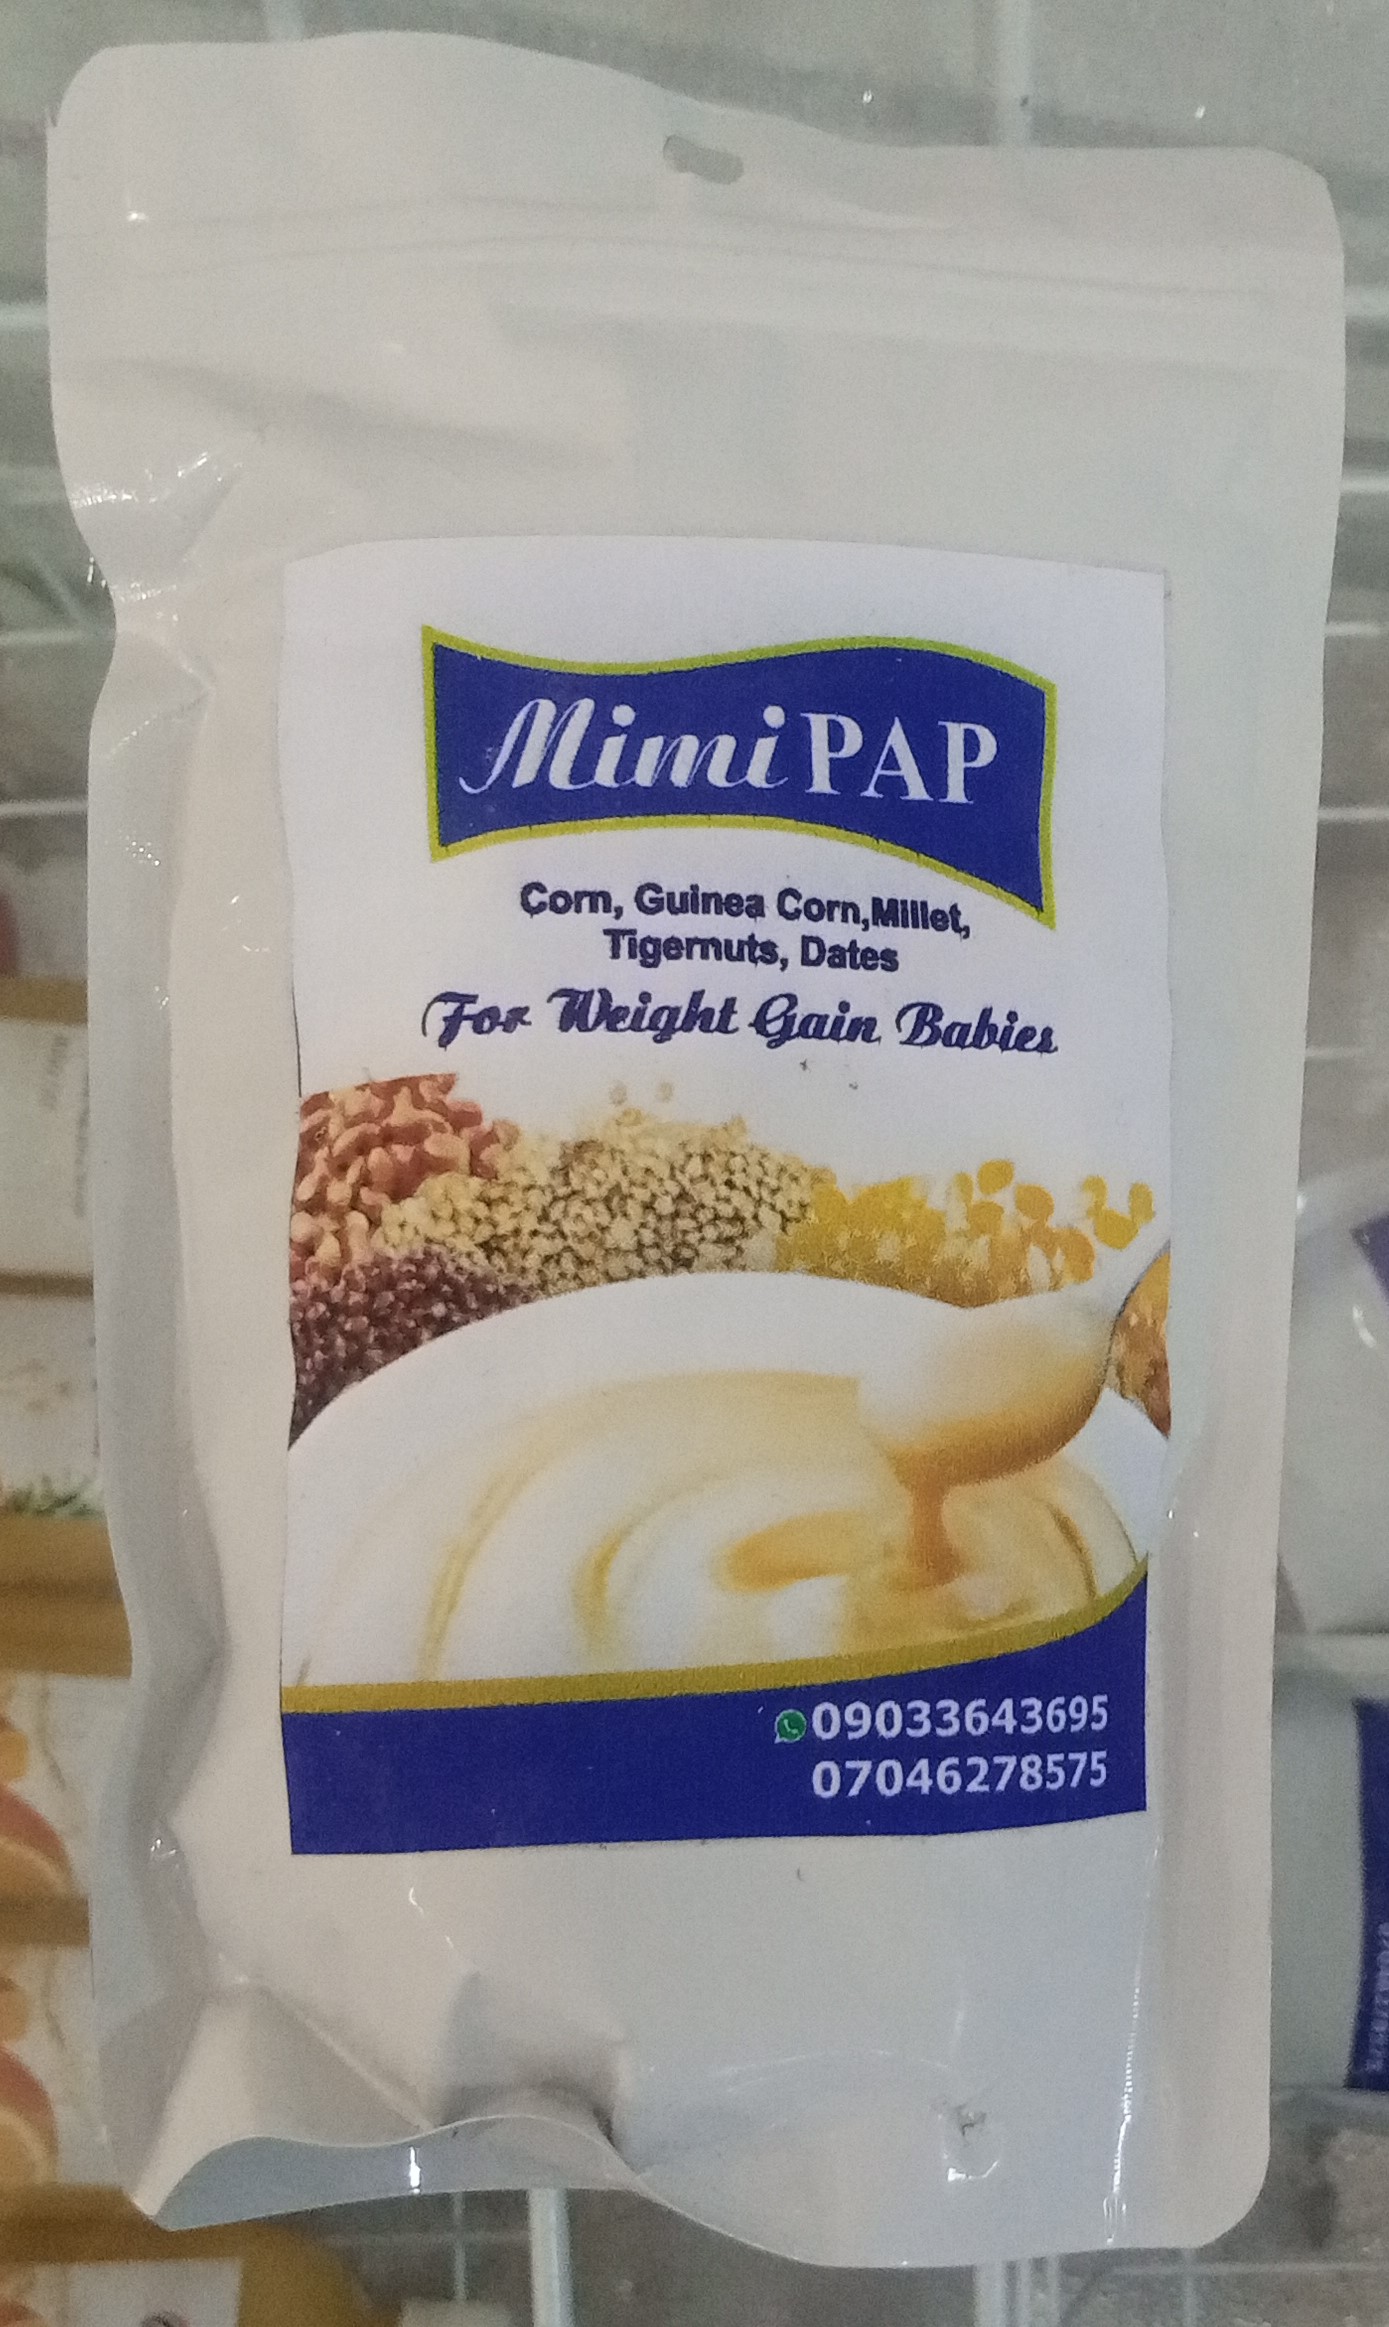 Mimi PAP
Corn, Guinea Corn,Millet,
Tigernuts, Dates
For Weight Gain Babies
09033643695
07046278575